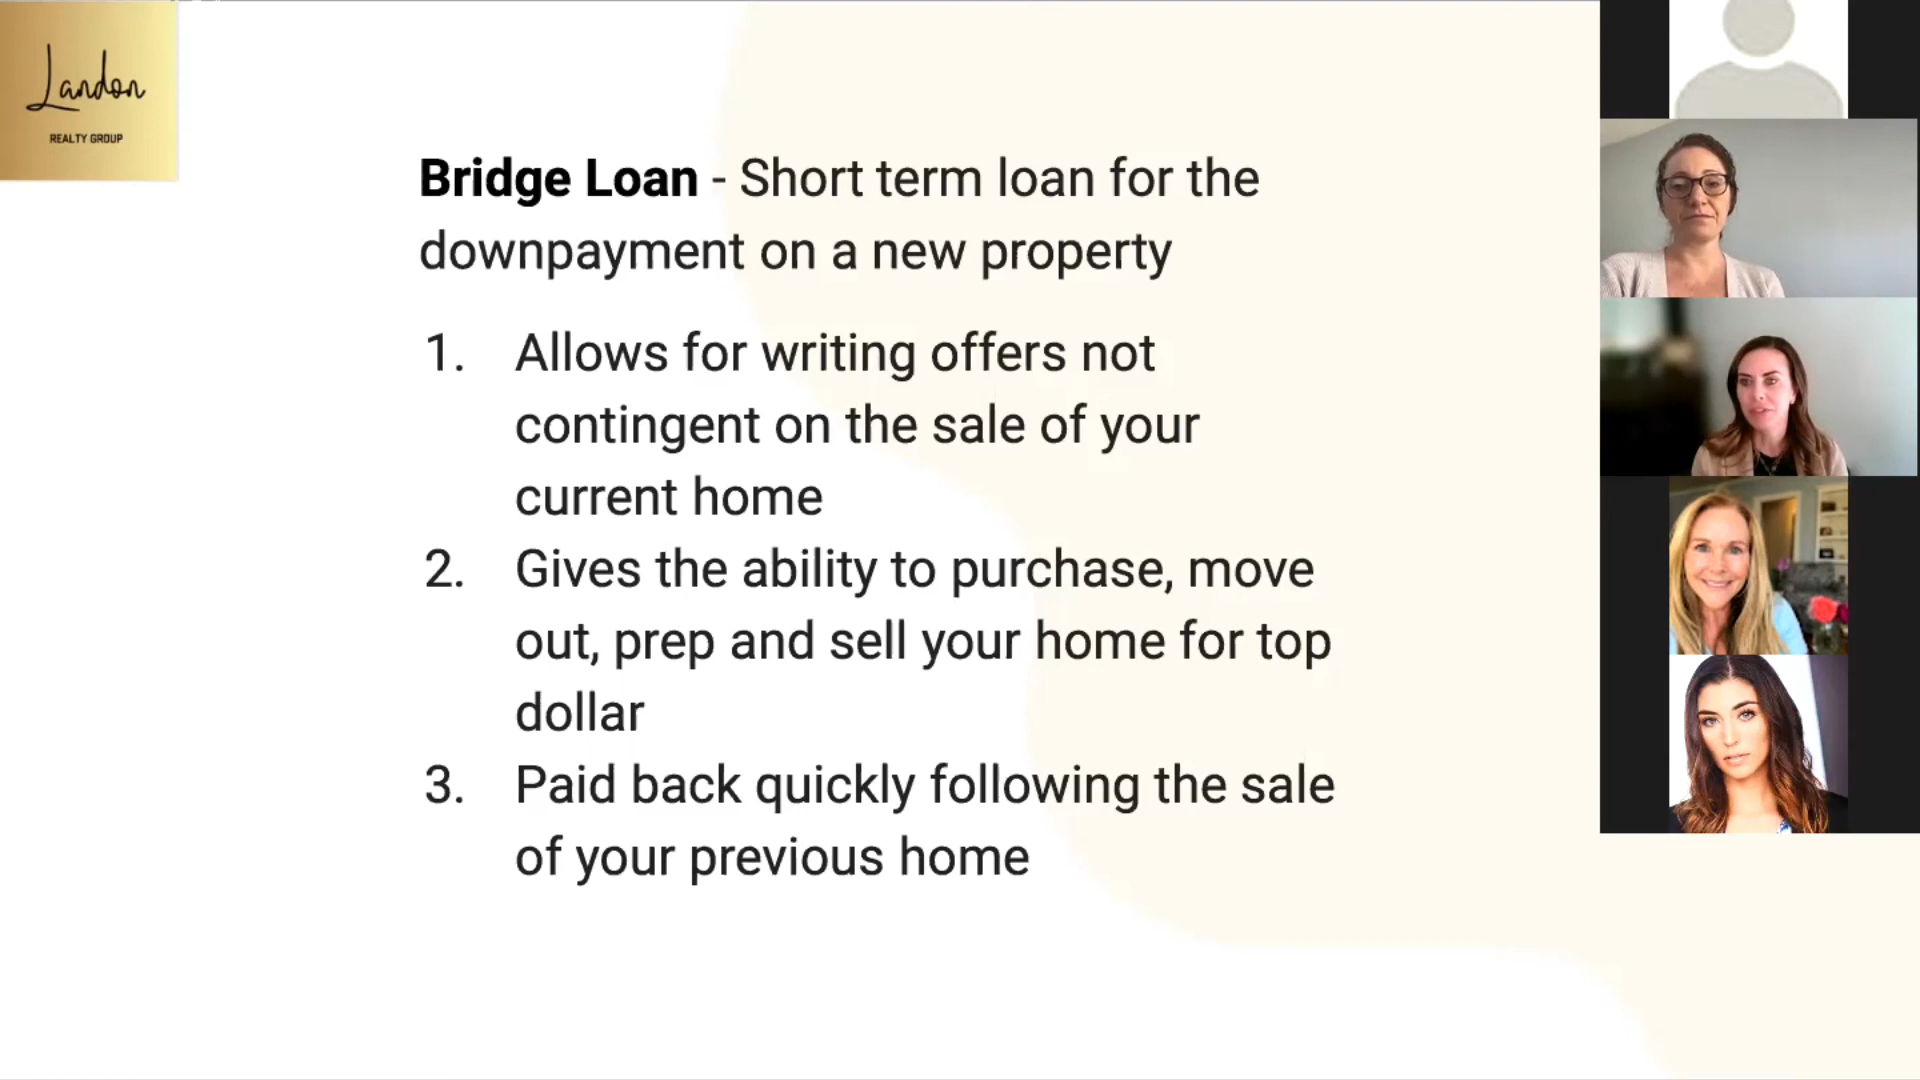 Landon
REALTY GROUP
Bridge Loan - Short term loan for the
downpayment on a new property
1. Allows for writing offers not
contingent on the sale of your
current home
2. Gives the ability to purchase, move
out, prep and sell your home for top
dollar
3. Paid back quickly following the sale
of your previous home